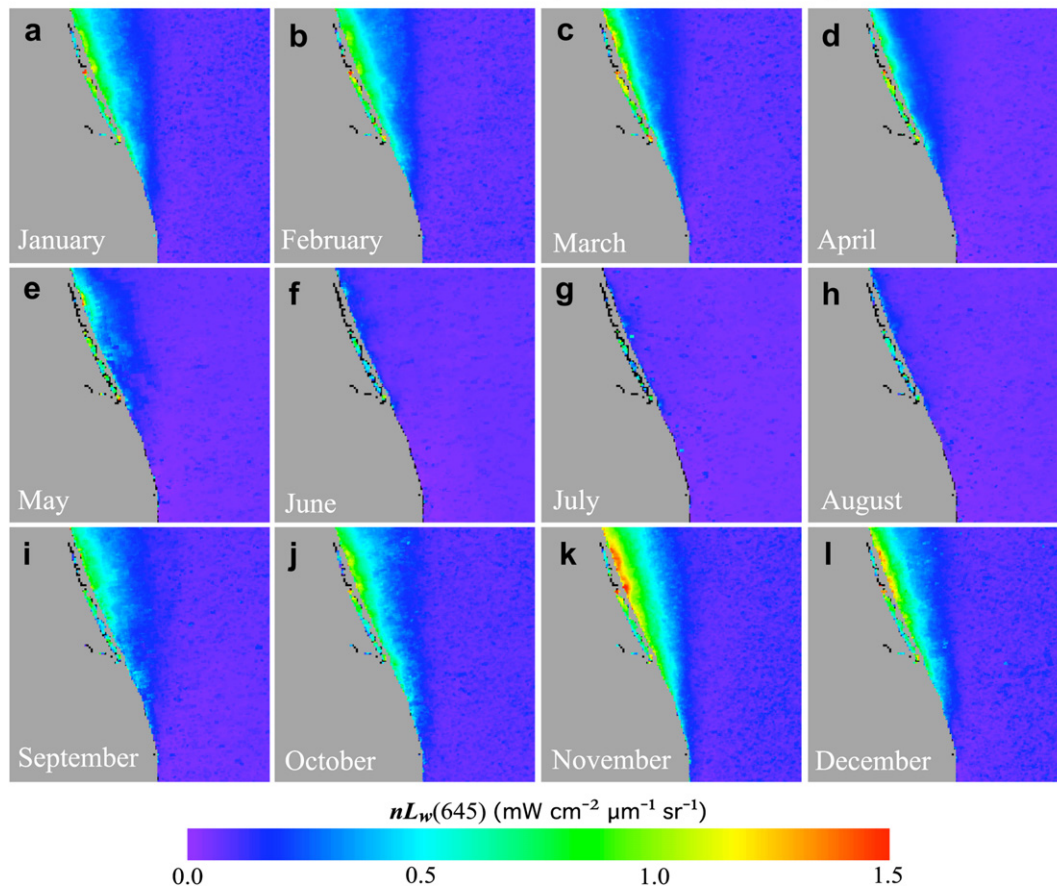 a b c d
January February March April
e f g h
May June July August
i j k l
September October November December
nLw(645) (mW cm⁻² μm⁻¹ sr⁻¹)
0.0 0.5 1.0 1.5